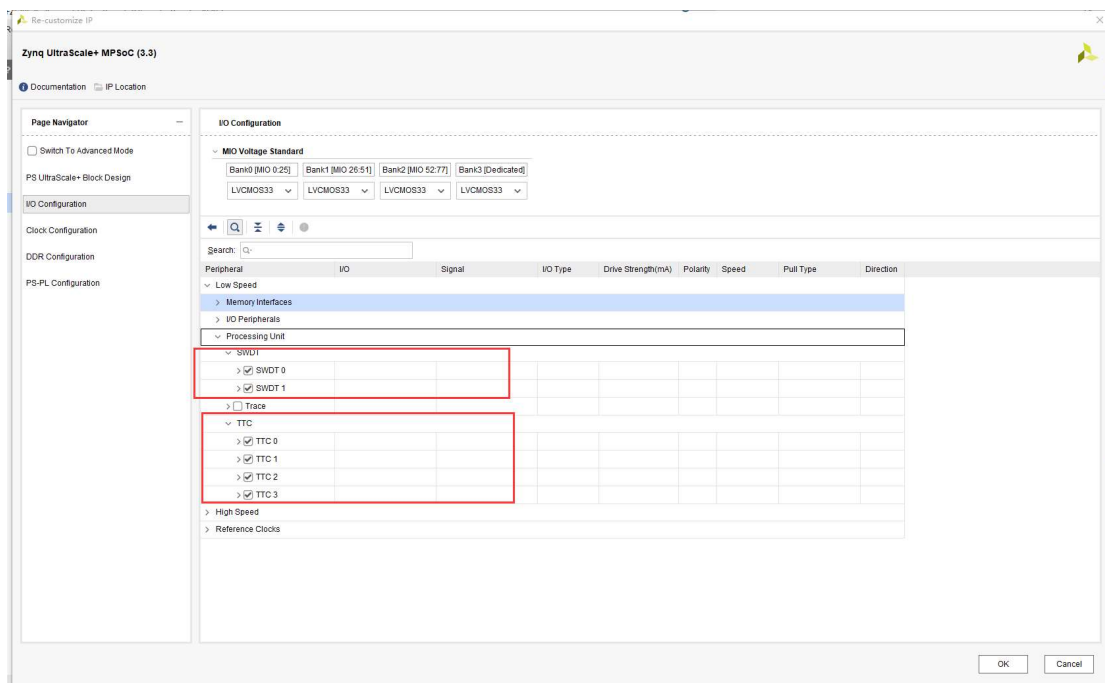 Re-customize IP
Zynq UltraScale+ MPSoC (3.3)
Documentation IP Location
Page Navigator
Switch To Advanced Mode
PS UltraScale+ Block Design
I/O Configuration
Clock Configuration
DDR Configuration
PS-PL Configuration
I/O Configuration
MIO Voltage Standard
Bank0 [MIO 0:25] Bank1 [MIO 26:51] Bank2 [MIO 52:77] Bank3 [Dedicated]
LVCMOS33 LVCMOS33 LVCMOS33 LVCMOS33
Search:
Peripheral I/O Signal I/O Type Drive Strength(mA) Polarity Speed Pull Type Direction
Low Speed
Memory Interfaces
I/O Peripherals
Processing Unit
SWDT
SWDT 0
SWDT 1
Trace
TTC
TTC 0
TTC 1
TTC 2
TTC 3
High Speed
Reference Clocks
OK Cancel